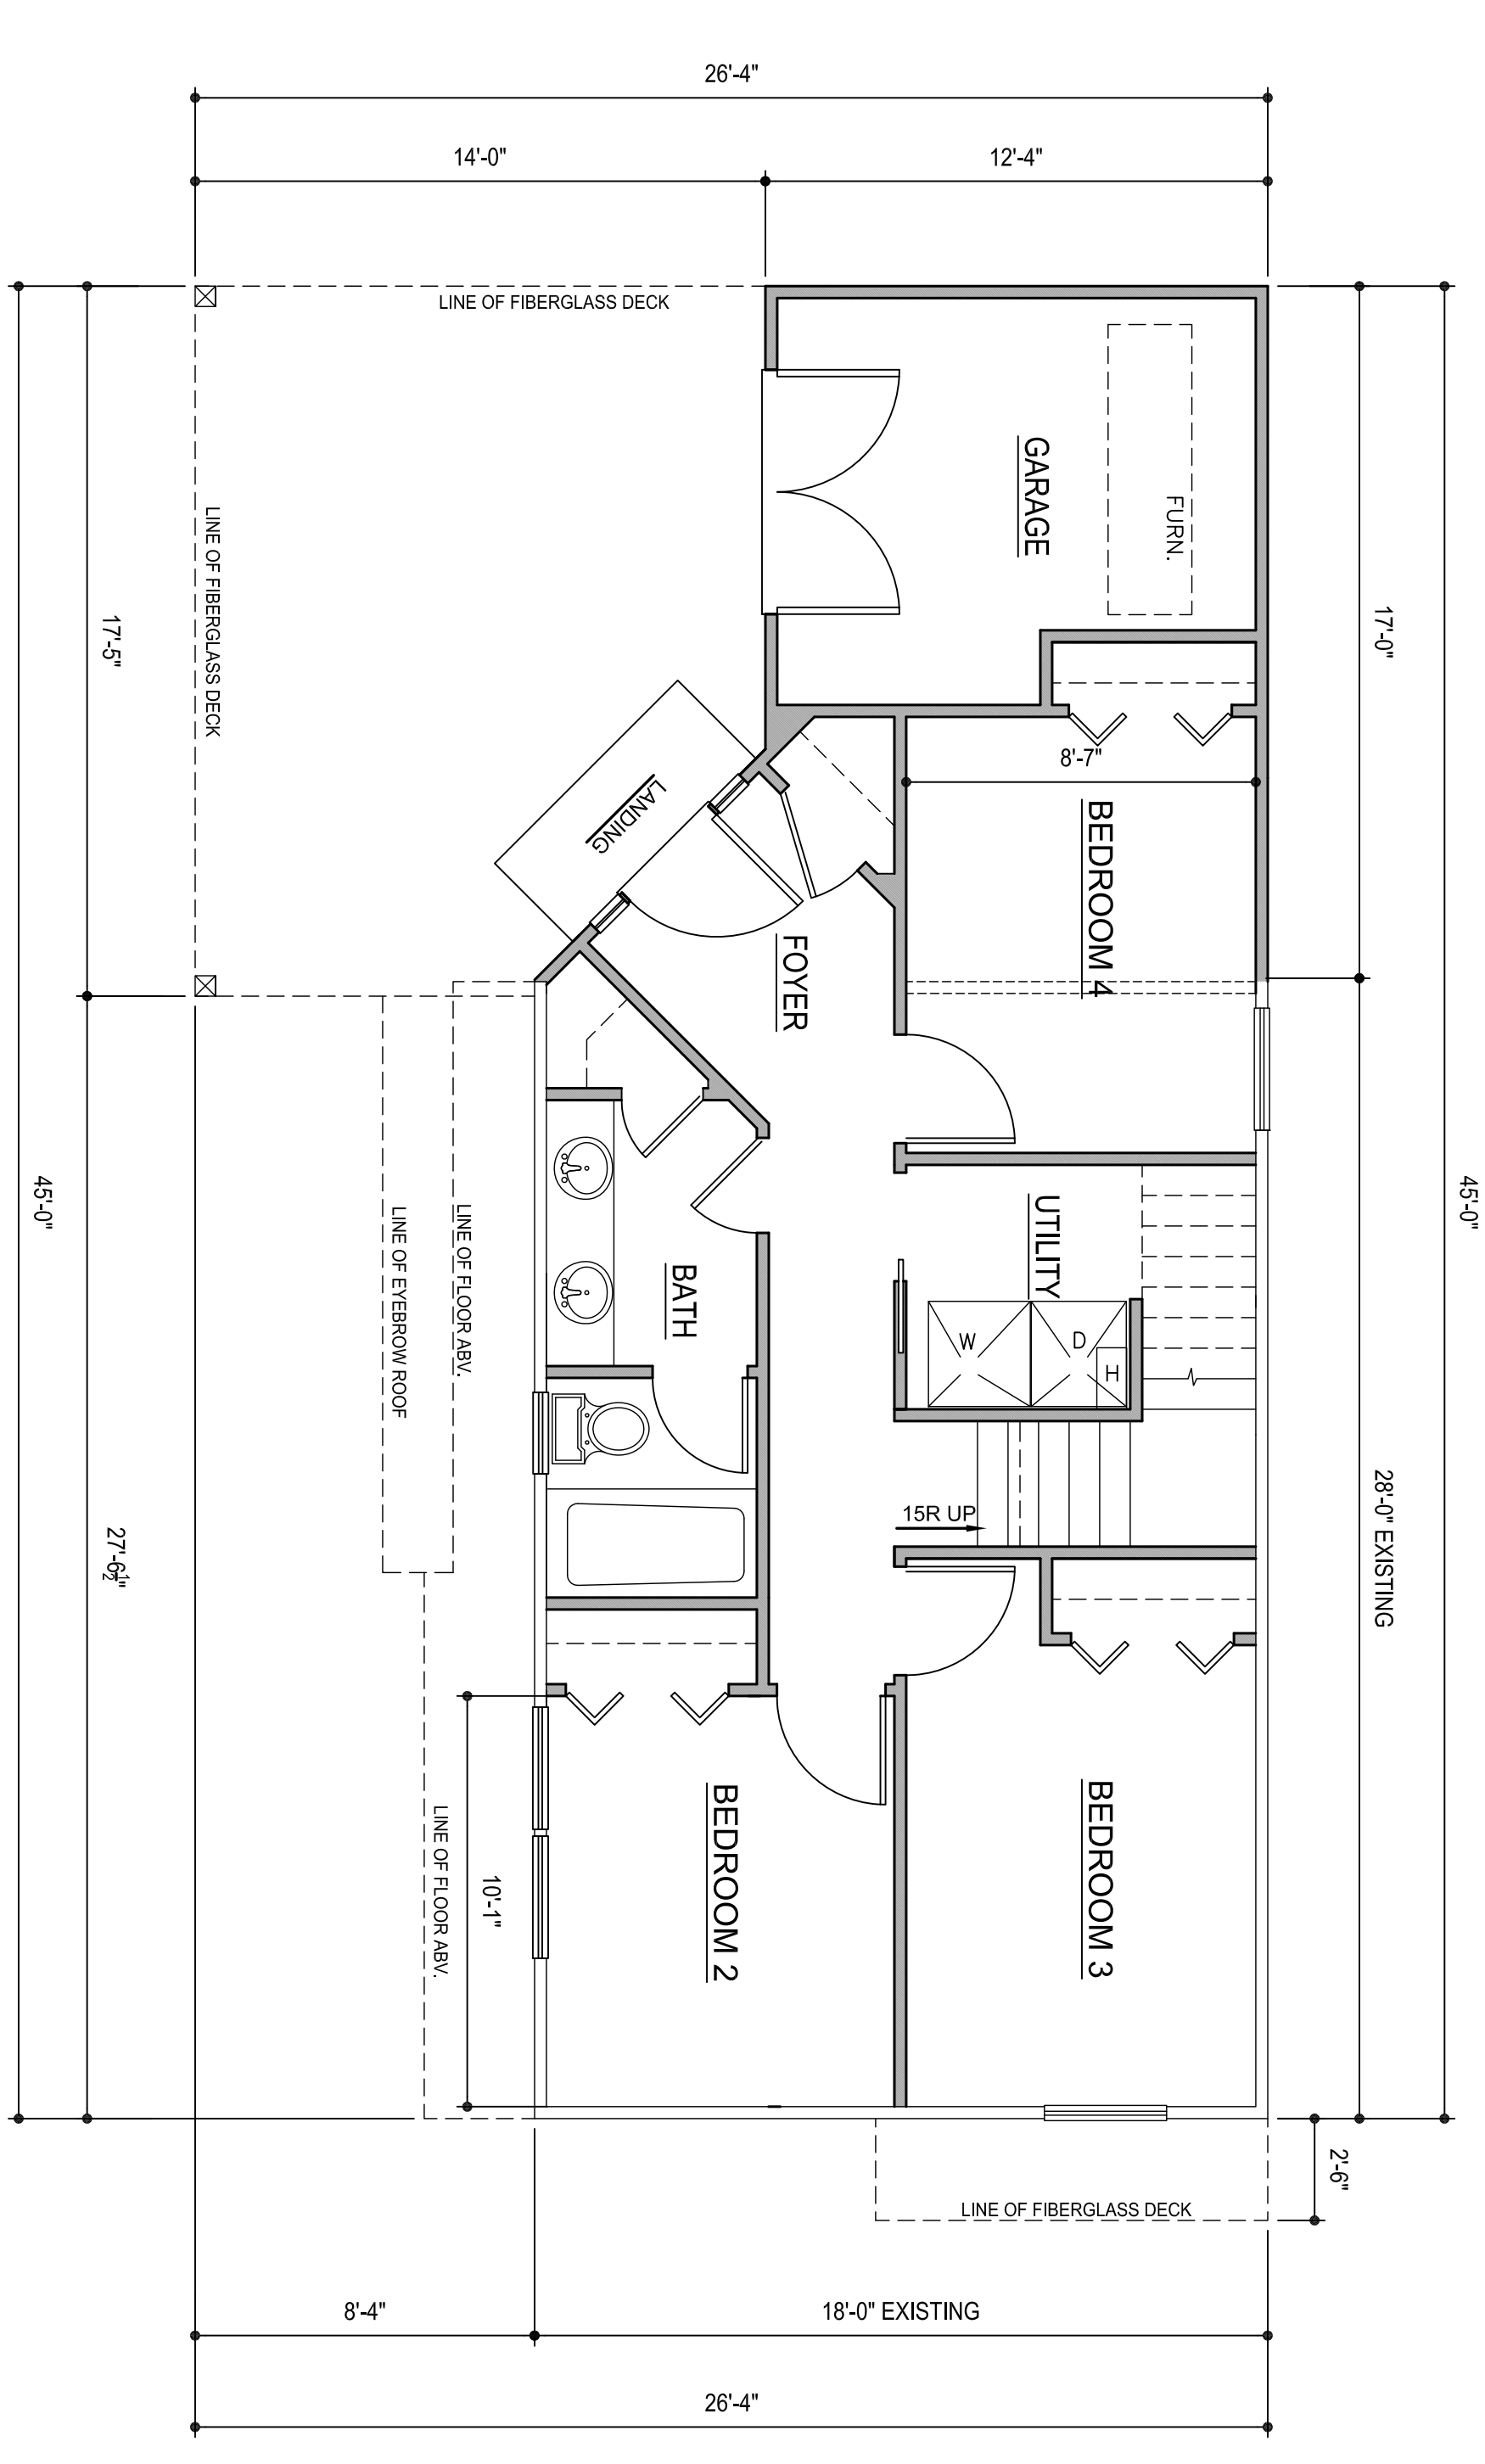 26'-4"
14'-0"
12'-4"
LINE OF FIBERGLASS DECK
GARAGE
FURN.
17'-5"
LINE OF FIBERGLASS DECK
17'-0"
8'-7"
LANDING
BEDROOM 4
FOYER
45'-0"
LINE OF EYEBROW ROOF
LINE OF FLOOR ABV.
BATH
UTILITY
W
D
H
45'-0"
15R UP
27'-6½"
28'-0" EXISTING
LINE OF FLOOR ABV.
10'-1"
BEDROOM 2
BEDROOM 3
2'-6"
LINE OF FIBERGLASS DECK
8'-4"
18'-0" EXISTING
26'-4"